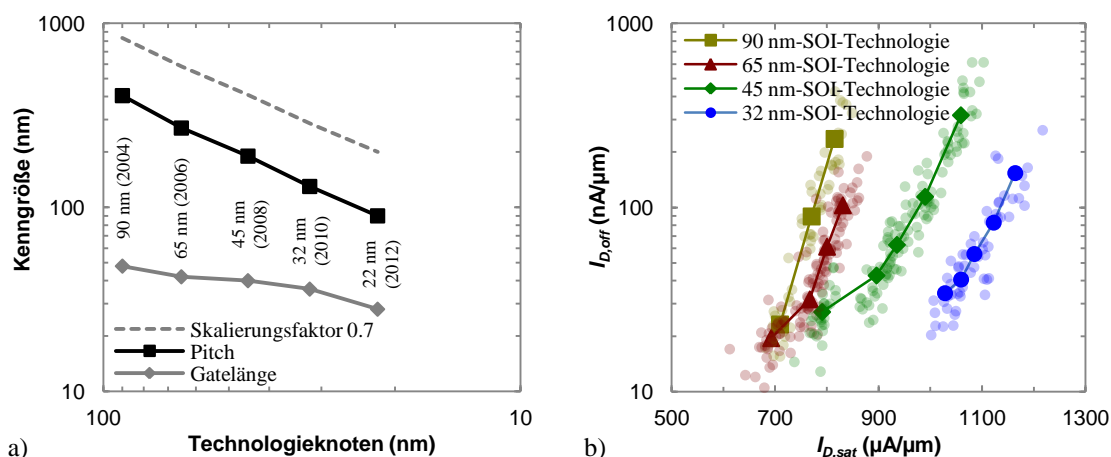 1000
100
10
100
10
Kenngröße (nm)
Technologieknoten (nm)
90 nm (2004)
65 nm (2006)
45 nm
(2008)
32 nm
(2010)
22 nm
(2012)
Skalierungsfaktor 0.7
Pitch
Gatelänge
a)
1000
100
10
500
700
900
1100
1300
I_D,off (nA/µm)
I_D,sat (µA/µm)
90 nm-SOI-Technologie
65 nm-SOI-Technologie
45 nm-SOI-Technologie
32 nm-SOI-Technologie
b)